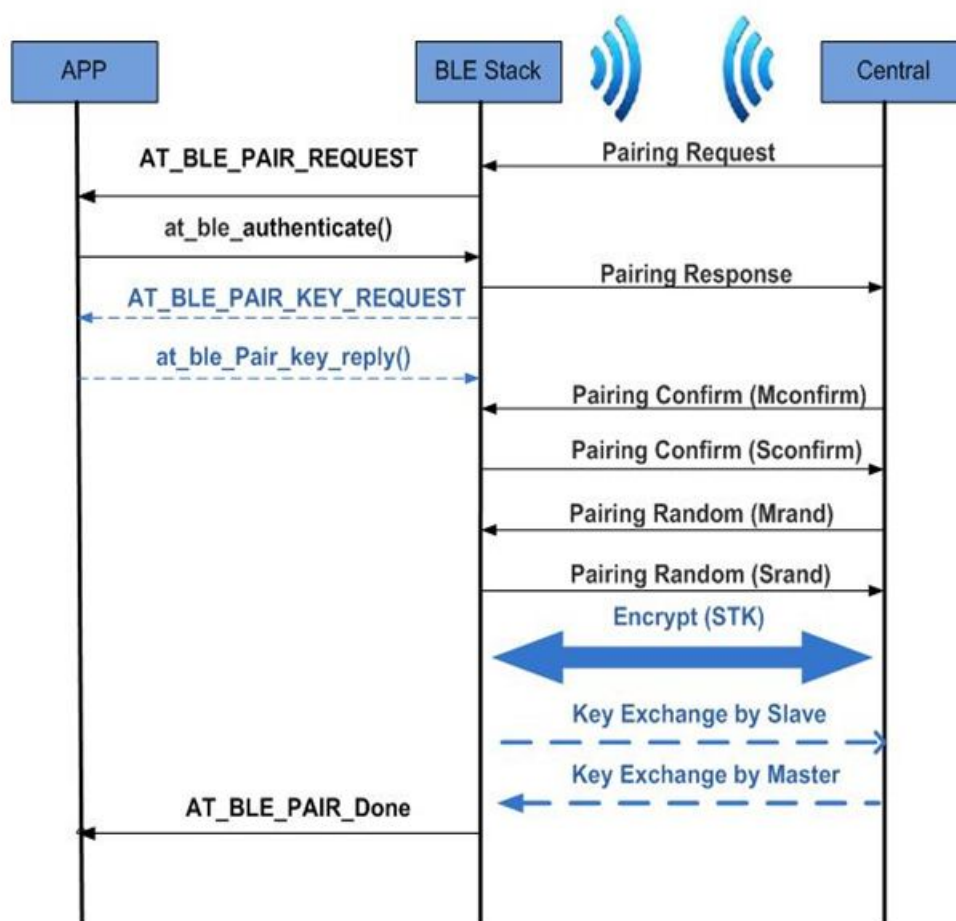 APP
BLE Stack
Central
Pairing Request
AT_BLE_PAIR_REQUEST
at_ble_authenticate()
Pairing Response
AT_BLE_PAIR_KEY_REQUEST
at_ble_Pair_key_reply()
Pairing Confirm (Mconfirm)
Pairing Confirm (Sconfirm)
Pairing Random (Mrand)
Pairing Random (Srand)
Encrypt (STK)
Key Exchange by Slave
Key Exchange by Master
AT_BLE_PAIR_Done